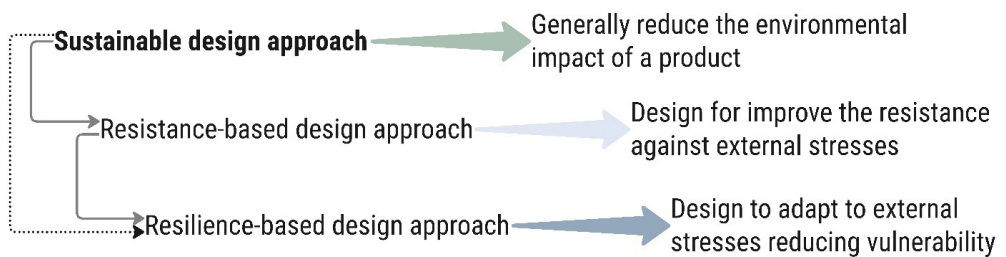 Sustainable design approach
Generally reduce the environmental
impact of a product
Resistance-based design approach
Design for improve the resistance
against external stresses
Resilience-based design approach
Design to adapt to external
stresses reducing vulnerability